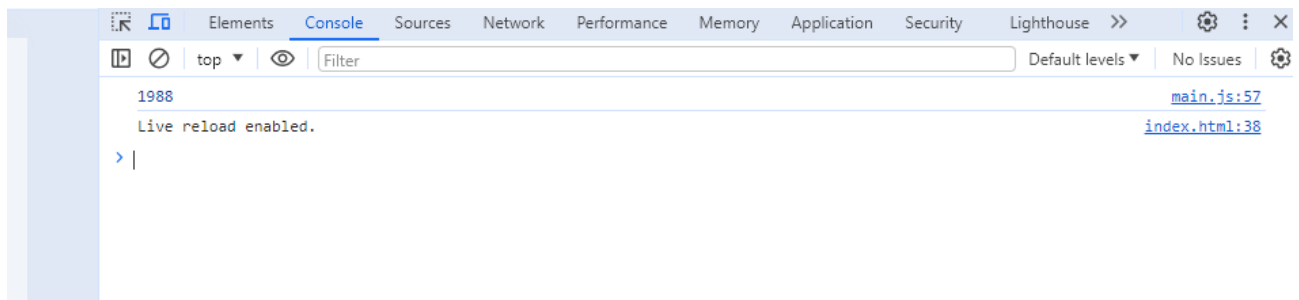 Elements Console Sources Network Performance Memory Application Security Lighthouse
top Filter Default levels No Issues
1988 main.js:57
Live reload enabled. index.html:38